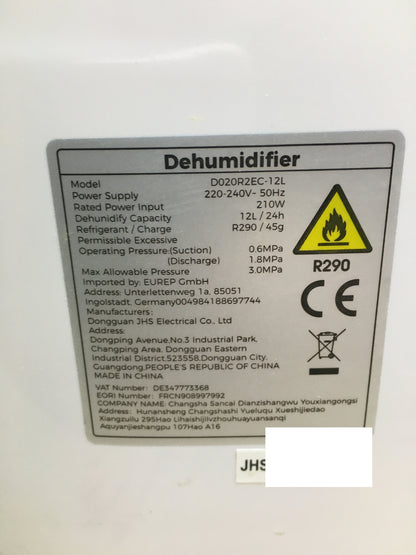 Dehumidifier
Model D020R2EC-12L
Power Supply 220-240V~ 50Hz
Rated Power Input 210W
Dehumidify Capacity 12L / 24h
Refrigerant / Charge R290 / 45g
Permissible Excessive
Operating Pressure (Suction) 0.6MPa
(Discharge) 1.8MPa
Max Allowable Pressure 3.0MPa
R290
Imported by: EUREP GmbH
Address: Unterlettenweg 1a, 85051
Ingolstadt, Germany004984188697744
Manufacturer:
Dongguan JHS Electrical Co., Ltd
Address:
Dongping Avenue,No.3 Industrial Park,
Changping Area, Dongguan Eastern
Industrial District,523558,Dongguan City,
Guangdong,PEOPLE'S REPUBLIC OF CHINA
MADE IN CHINA
CE
VAT Number: DE347773368
EORI Number: FRCN908997992
COMPANY NAME: Changsha Sancai Dianzishangwu Youxiangongsi
Address: Hunansheng Changshashi Yueluqu Xueshijiedao
Xiangzuilu 295Hao Lihaishijilvzhouhuayuansanqi
Aquyanjieshangpu 107Hao A16
JHS